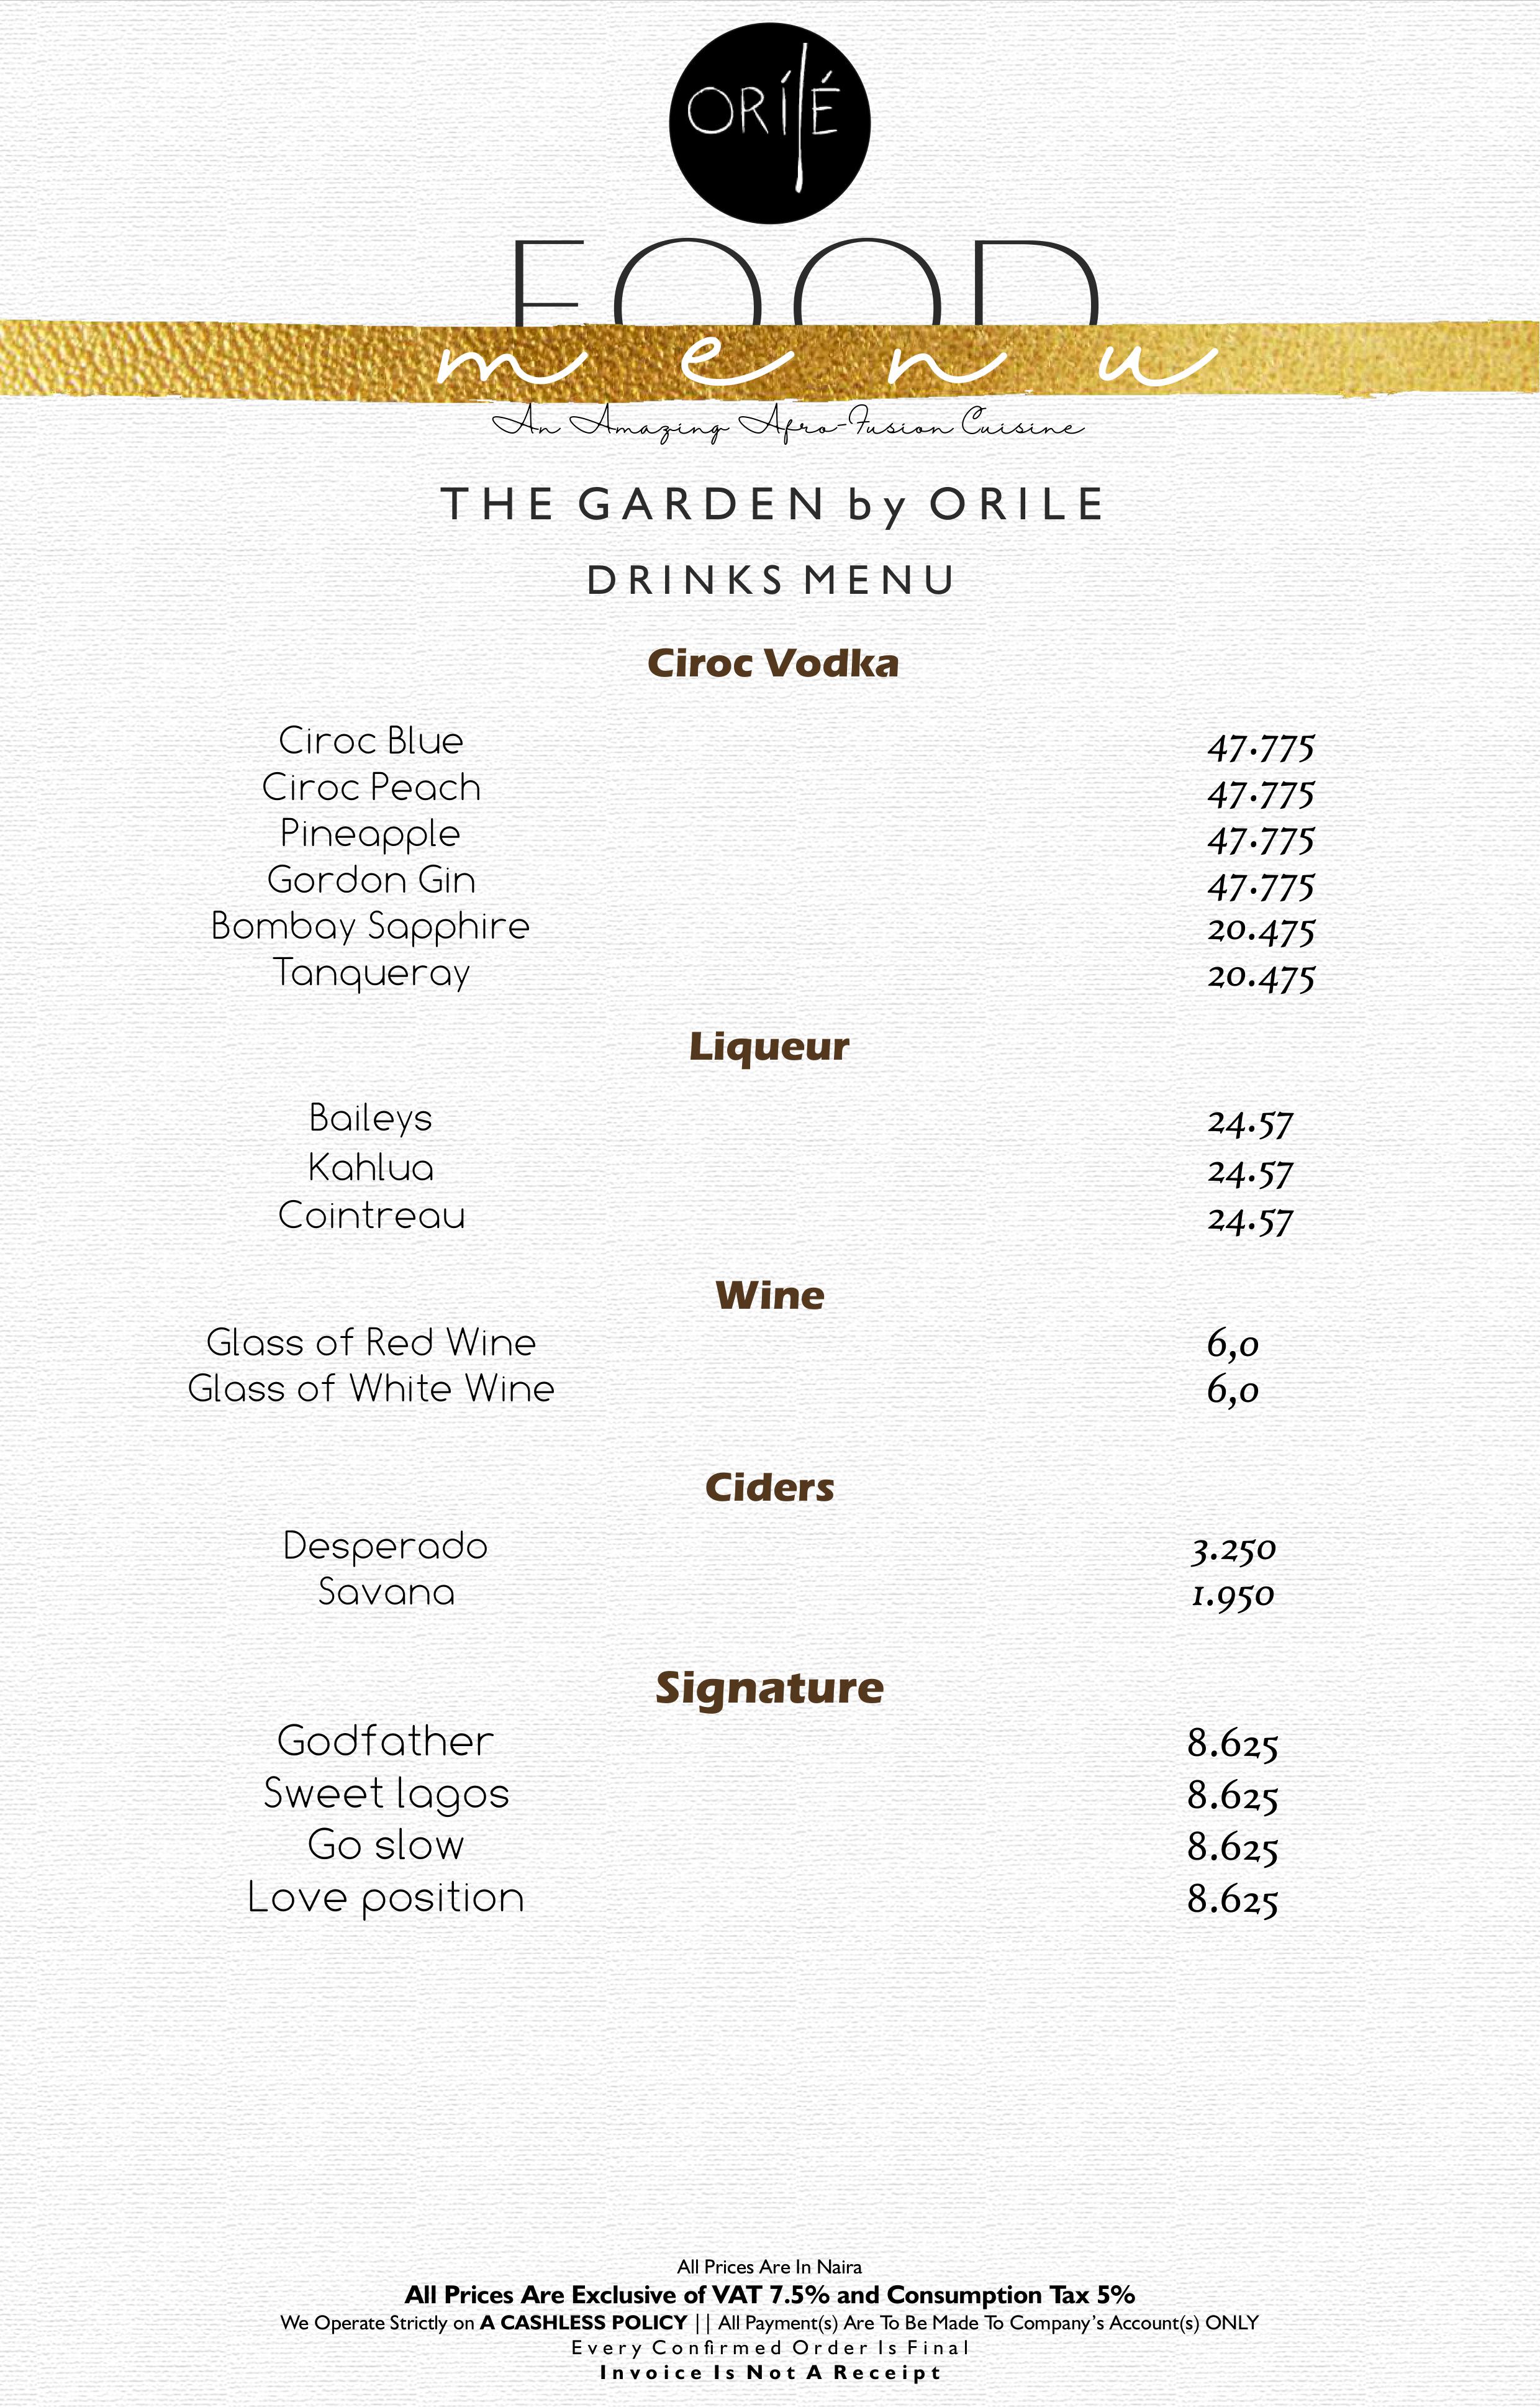 ORÍLÉ
FOOD
menu
An Amazing Afro-Fusion Cuisine
THE GARDEN by ORILE
DRINKS MENU
Ciroc Vodka
Ciroc Blue 47.775
Ciroc Peach 47.775
Pineapple 47.775
Gordon Gin 47.775
Bombay Sapphire 20.475
Tanqueray 20.475
Liqueur
Baileys 24.57
Kahlua 24.57
Cointreau 24.57
Wine
Glass of Red Wine 6,0
Glass of White Wine 6,0
Ciders
Desperado 3.250
Savana 1.950
Signature
Godfather 8.625
Sweet lagos 8.625
Go slow 8.625
Love position 8.625
All Prices Are In Naira
All Prices Are Exclusive of VAT 7.5% and Consumption Tax 5%
We Operate Strictly on A CASHLESS POLICY || All Payment(s) Are To Be Made To Company's Account(s) ONLY
Every Confirmed Order Is Final
Invoice Is Not A Receipt